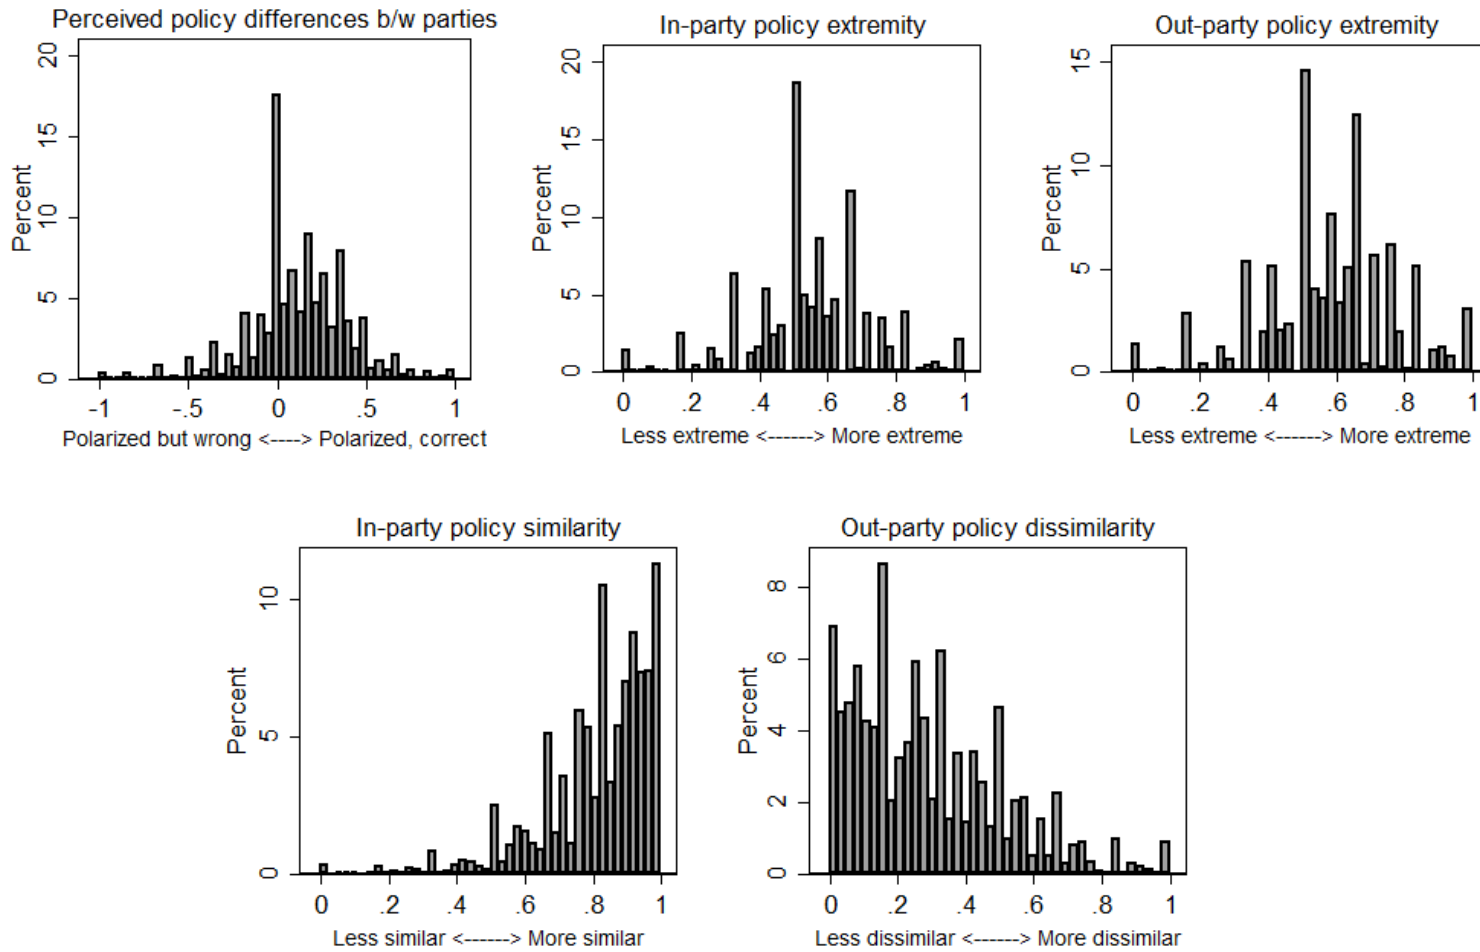 Perceived policy differences b/w parties
20
15
10
5
0
Percent
-1 -.5 0 .5 1
Polarized but wrong <----> Polarized, correct
In-party policy extremity
20
15
10
5
0
Percent
0 .2 .4 .6 .8 1
Less extreme <------> More extreme
Out-party policy extremity
15
10
5
0
Percent
0 .2 .4 .6 .8 1
Less extreme <------> More extreme
In-party policy similarity
10
5
0
Percent
0 .2 .4 .6 .8 1
Less similar <------> More similar
Out-party policy dissimilarity
8
6
4
2
0
Percent
0 .2 .4 .6 .8 1
Less dissimilar <------> More dissimilar